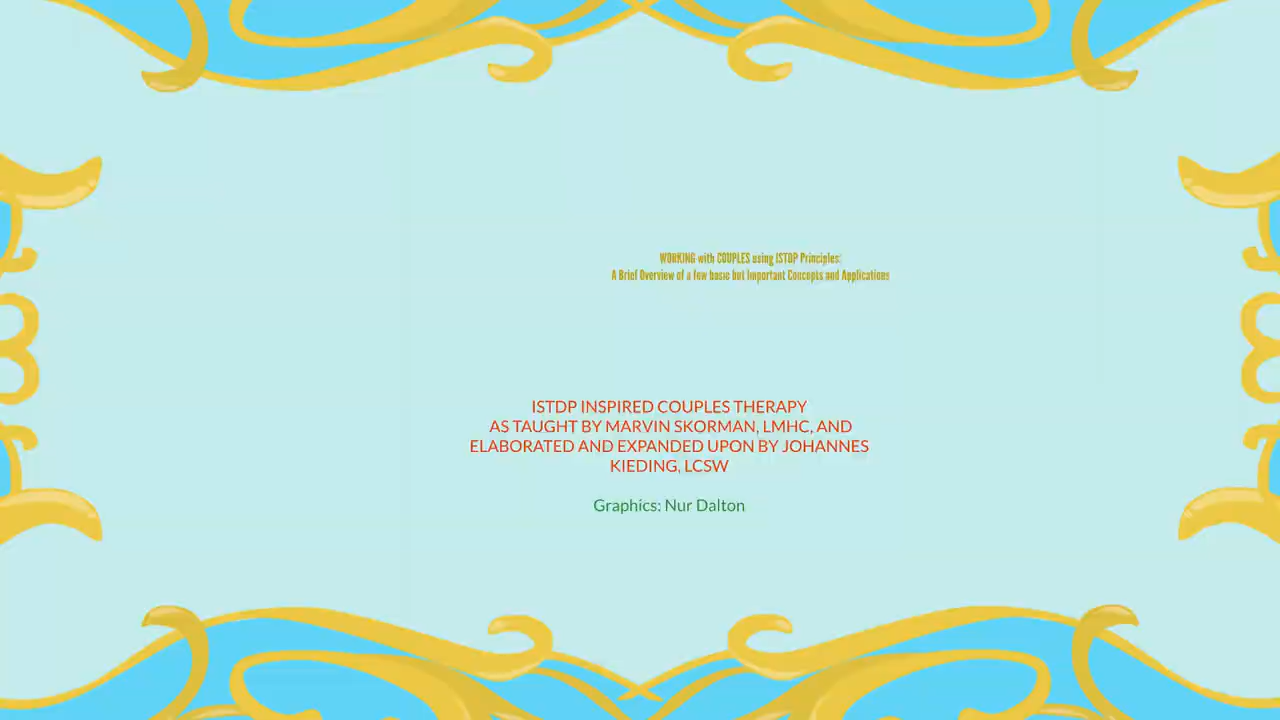 WORKING with COUPLES using ISTDP Principles:
A Brief Overview of a few basic but Important Concepts and Applications
ISTDP INSPIRED COUPLES THERAPY
AS TAUGHT BY MARVIN SKORMAN, LMHC, AND
ELABORATED AND EXPANDED UPON BY JOHANNES
KIEDING, LCSW
Graphics: Nur Dalton